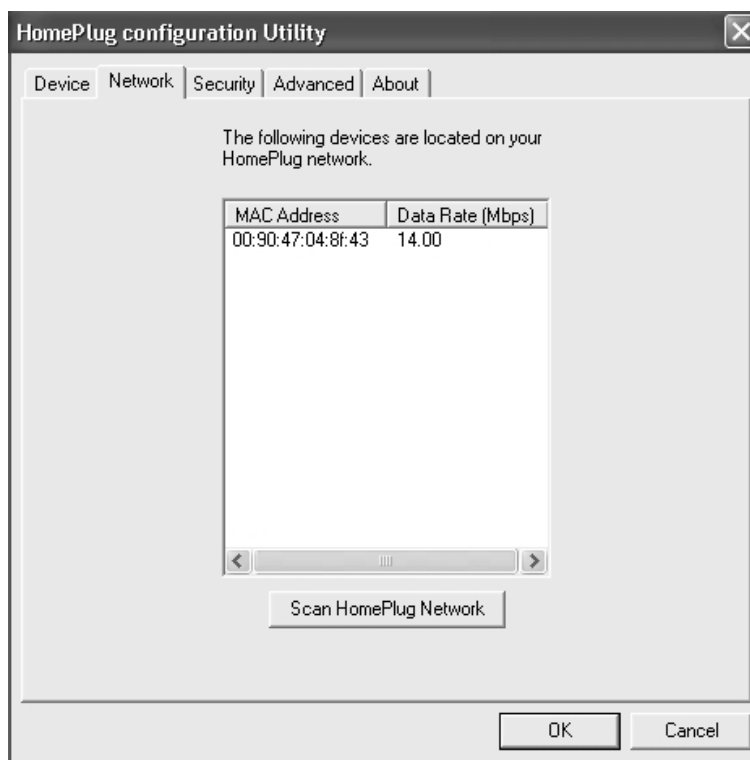 HomePlug configuration Utility
Device Network Security Advanced About
The following devices are located on your
HomePlug network.
MAC Address Data Rate (Mbps)
00:90:47:04:8f:43 14.00
Scan HomePlug Network
OK Cancel